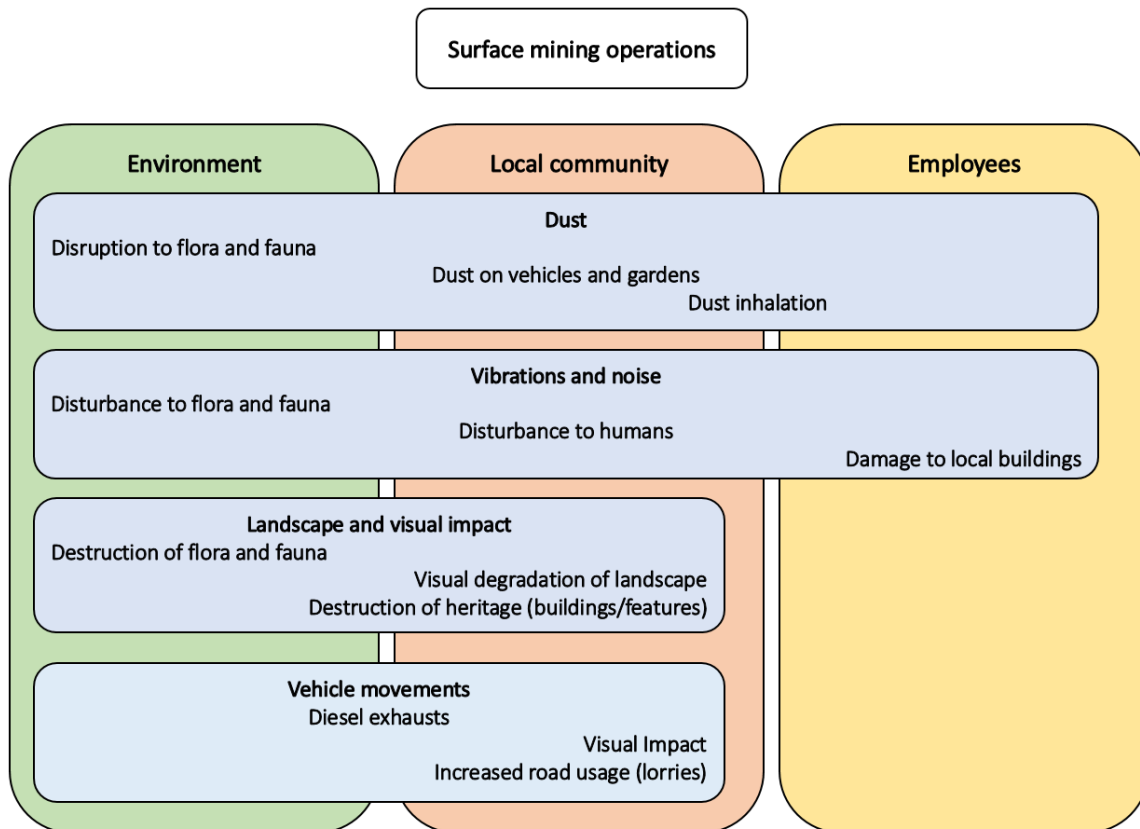 Surface mining operations
Environment
Local community
Employees
Dust
Disruption to flora and fauna
Dust on vehicles and gardens
Dust inhalation
Vibrations and noise
Disturbance to flora and fauna
Disturbance to humans
Damage to local buildings
Landscape and visual impact
Destruction of flora and fauna
Visual degradation of landscape
Destruction of heritage (buildings/features)
Vehicle movements
Diesel exhausts
Visual Impact
Increased road usage (lorries)